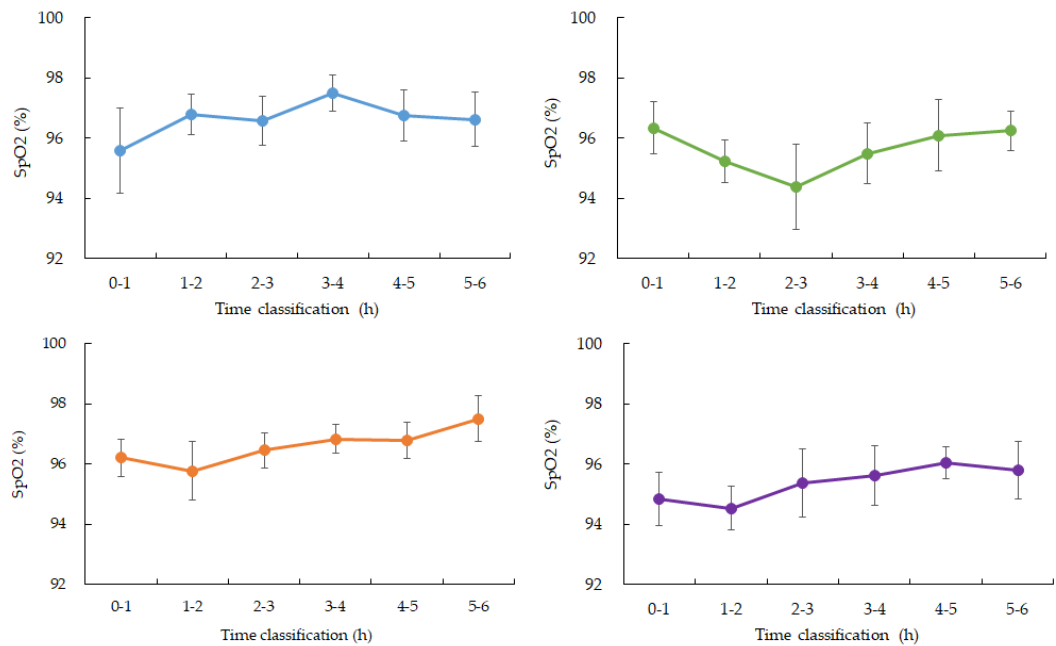 100
98
96
94
92
SpO2 (%)
0-1 1-2 2-3 3-4 4-5 5-6
Time classification (h)
100
98
96
94
92
SpO2 (%)
0-1 1-2 2-3 3-4 4-5 5-6
Time classification (h)
100
98
96
94
92
SpO2 (%)
0-1 1-2 2-3 3-4 4-5 5-6
Time classification (h)
100
98
96
94
92
SpO2 (%)
0-1 1-2 2-3 3-4 4-5 5-6
Time classification (h)